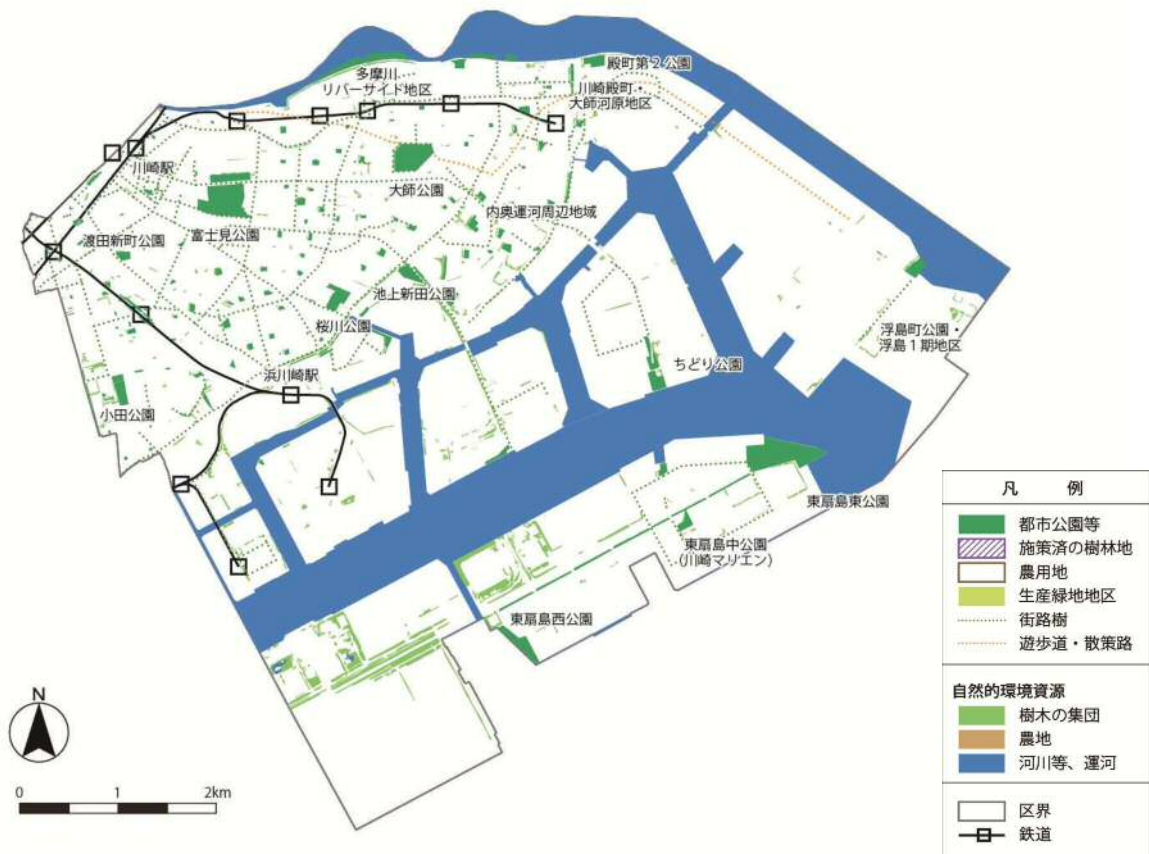 殿町第2公園
多摩川
リバーサイド地区
川崎殿町・
大師河原地区
川崎駅
大師公園
内奥運河周辺地域
渡田新町公園
富士見公園
池上新田公園
桜川公園
浮島町公園・
浮島1期地区
ちどり公園
浜川崎駅
小田公園
東扇島東公園
東扇島中公園
(川崎マリエン)
東扇島西公園
N
0 1 2km
凡 例
都市公園等
施策済の樹林地
農用地
生産緑地地区
街路樹
遊歩道・散策路
自然的環境資源
樹木の集団
農地
河川等、運河
区界
鉄道